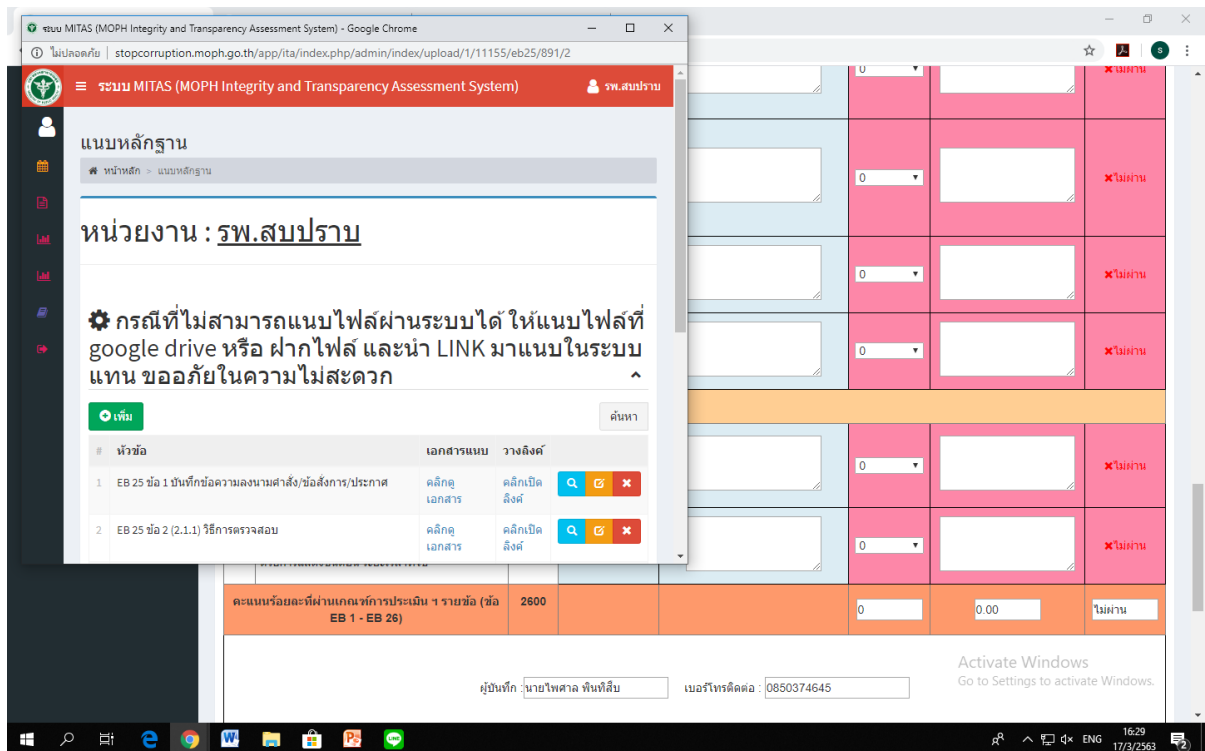 ระบบ MITAS (MOPH Integrity and Transparency Assessment System) - Google Chrome
ไม่ปลอดภัย | stopcorruption.moph.go.th/app/ita/index.php/admin/index/upload/1/11155/eb25/891/2
ระบบ MITAS (MOPH Integrity and Transparency Assessment System)
รพ.สบปราบ
แนบหลักฐาน
หน้าหลัก > แนบหลักฐาน
หน่วยงาน : รพ.สบปราบ
กรณีที่ไม่สามารถแนบไฟล์ผ่านระบบได้ ให้แนบไฟล์ที่
google drive หรือ ฝากไฟล์ และนำ LINK มาแนบในระบบ
แทน ขออภัยในความไม่สะดวก
เพิ่ม
ค้นหา
# หัวข้อ เอกสารแนบ วางลิงค์
1 EB 25 ข้อ 1 บันทึกข้อความลงนามคำสั่ง/ข้อสั่งการ/ประกาศ คลิกดู คลิกเปิด
เอกสาร ลิงค์
2 EB 25 ข้อ 2 (2.1.1) วิธีการตรวจสอบ คลิกดู คลิกเปิด
เอกสาร ลิงค์
s
0 ไม่ผ่าน
0 ไม่ผ่าน
0 ไม่ผ่าน
0 ไม่ผ่าน
0 ไม่ผ่าน
0 ไม่ผ่าน
คะแนนร้อยละที่ผ่านเกณฑ์การประเมิน ฯ รายข้อ (ข้อ 2600 0 0.00 ไม่ผ่าน
EB 1 - EB 26)
ผู้บันทึก : นายไพศาล พินทิสืบ เบอร์โทรติดต่อ : 0850374645
Activate Windows
Go to Settings to activate Windows.
ENG
16:29
17/3/2563